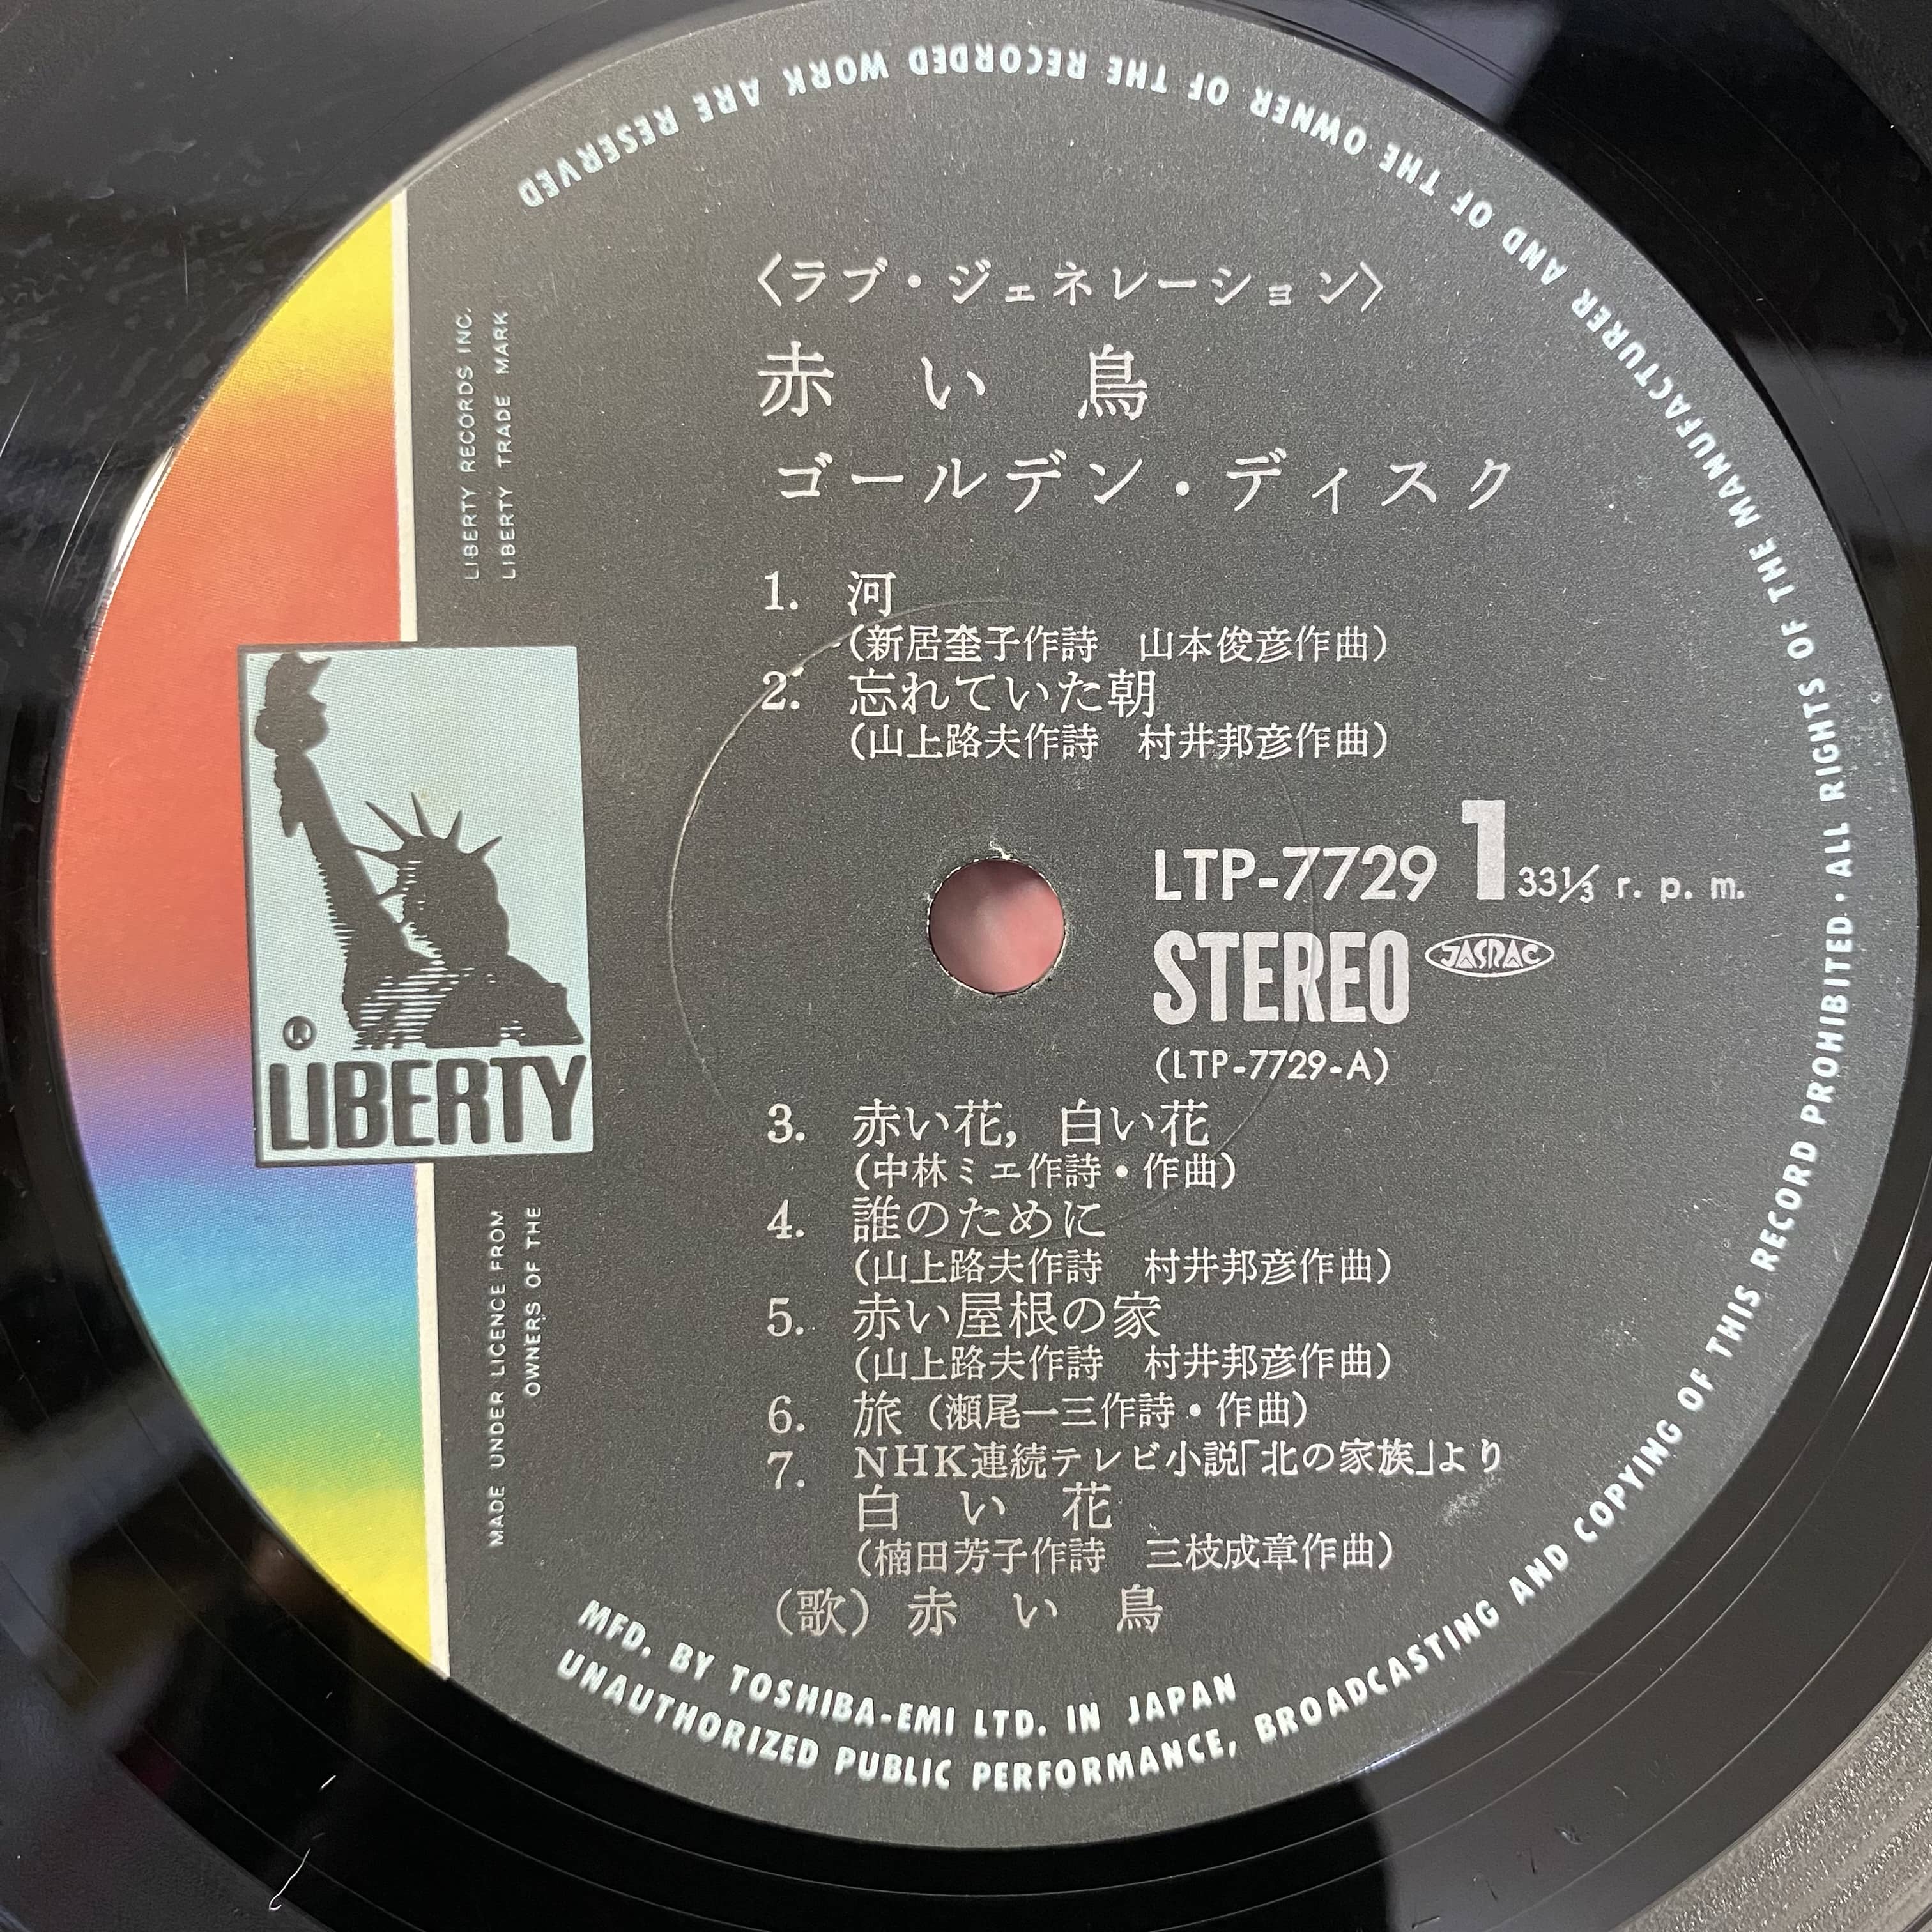 〈ラブ・ジェネレーション〉
赤い鳥
ゴールデン・ディスク
1. 河
(新居奎子作詩 山本俊彦作曲)
2. 忘れていた朝
(山上路夫作詩 村井邦彦作曲)
LTP-7729 1 33⅓ r. p. m.
STEREO JASRAC
(LTP-7729-A)
3. 赤い花, 白い花
(中林ミエ作詩・作曲)
4. 誰のために
(山上路夫作詩 村井邦彦作曲)
5. 赤い屋根の家
(山上路夫作詩 村井邦彦作曲)
6. 旅 (瀬尾一三作詩・作曲)
7. NHK連続テレビ小説「北の家族」より
白い花
(楠田芳子作詩 三枝成章作曲)
(歌) 赤い鳥
LIBERTY RECORDS INC.
LIBERTY TRADE MARK
® LIBERTY
MADE UNDER LICENCE FROM
OWNERS OF THE
MFD. BY TOSHIBA-EMI LTD. IN JAPAN
UNAUTHORIZED PUBLIC PERFORMANCE, BROADCASTING AND COPYING OF THIS RECORD PROHIBITED・ALL RIGHTS OF THE MANUFACTURER AND OF THE OWNER OF THE RECORDED WORK ARE RESERVED